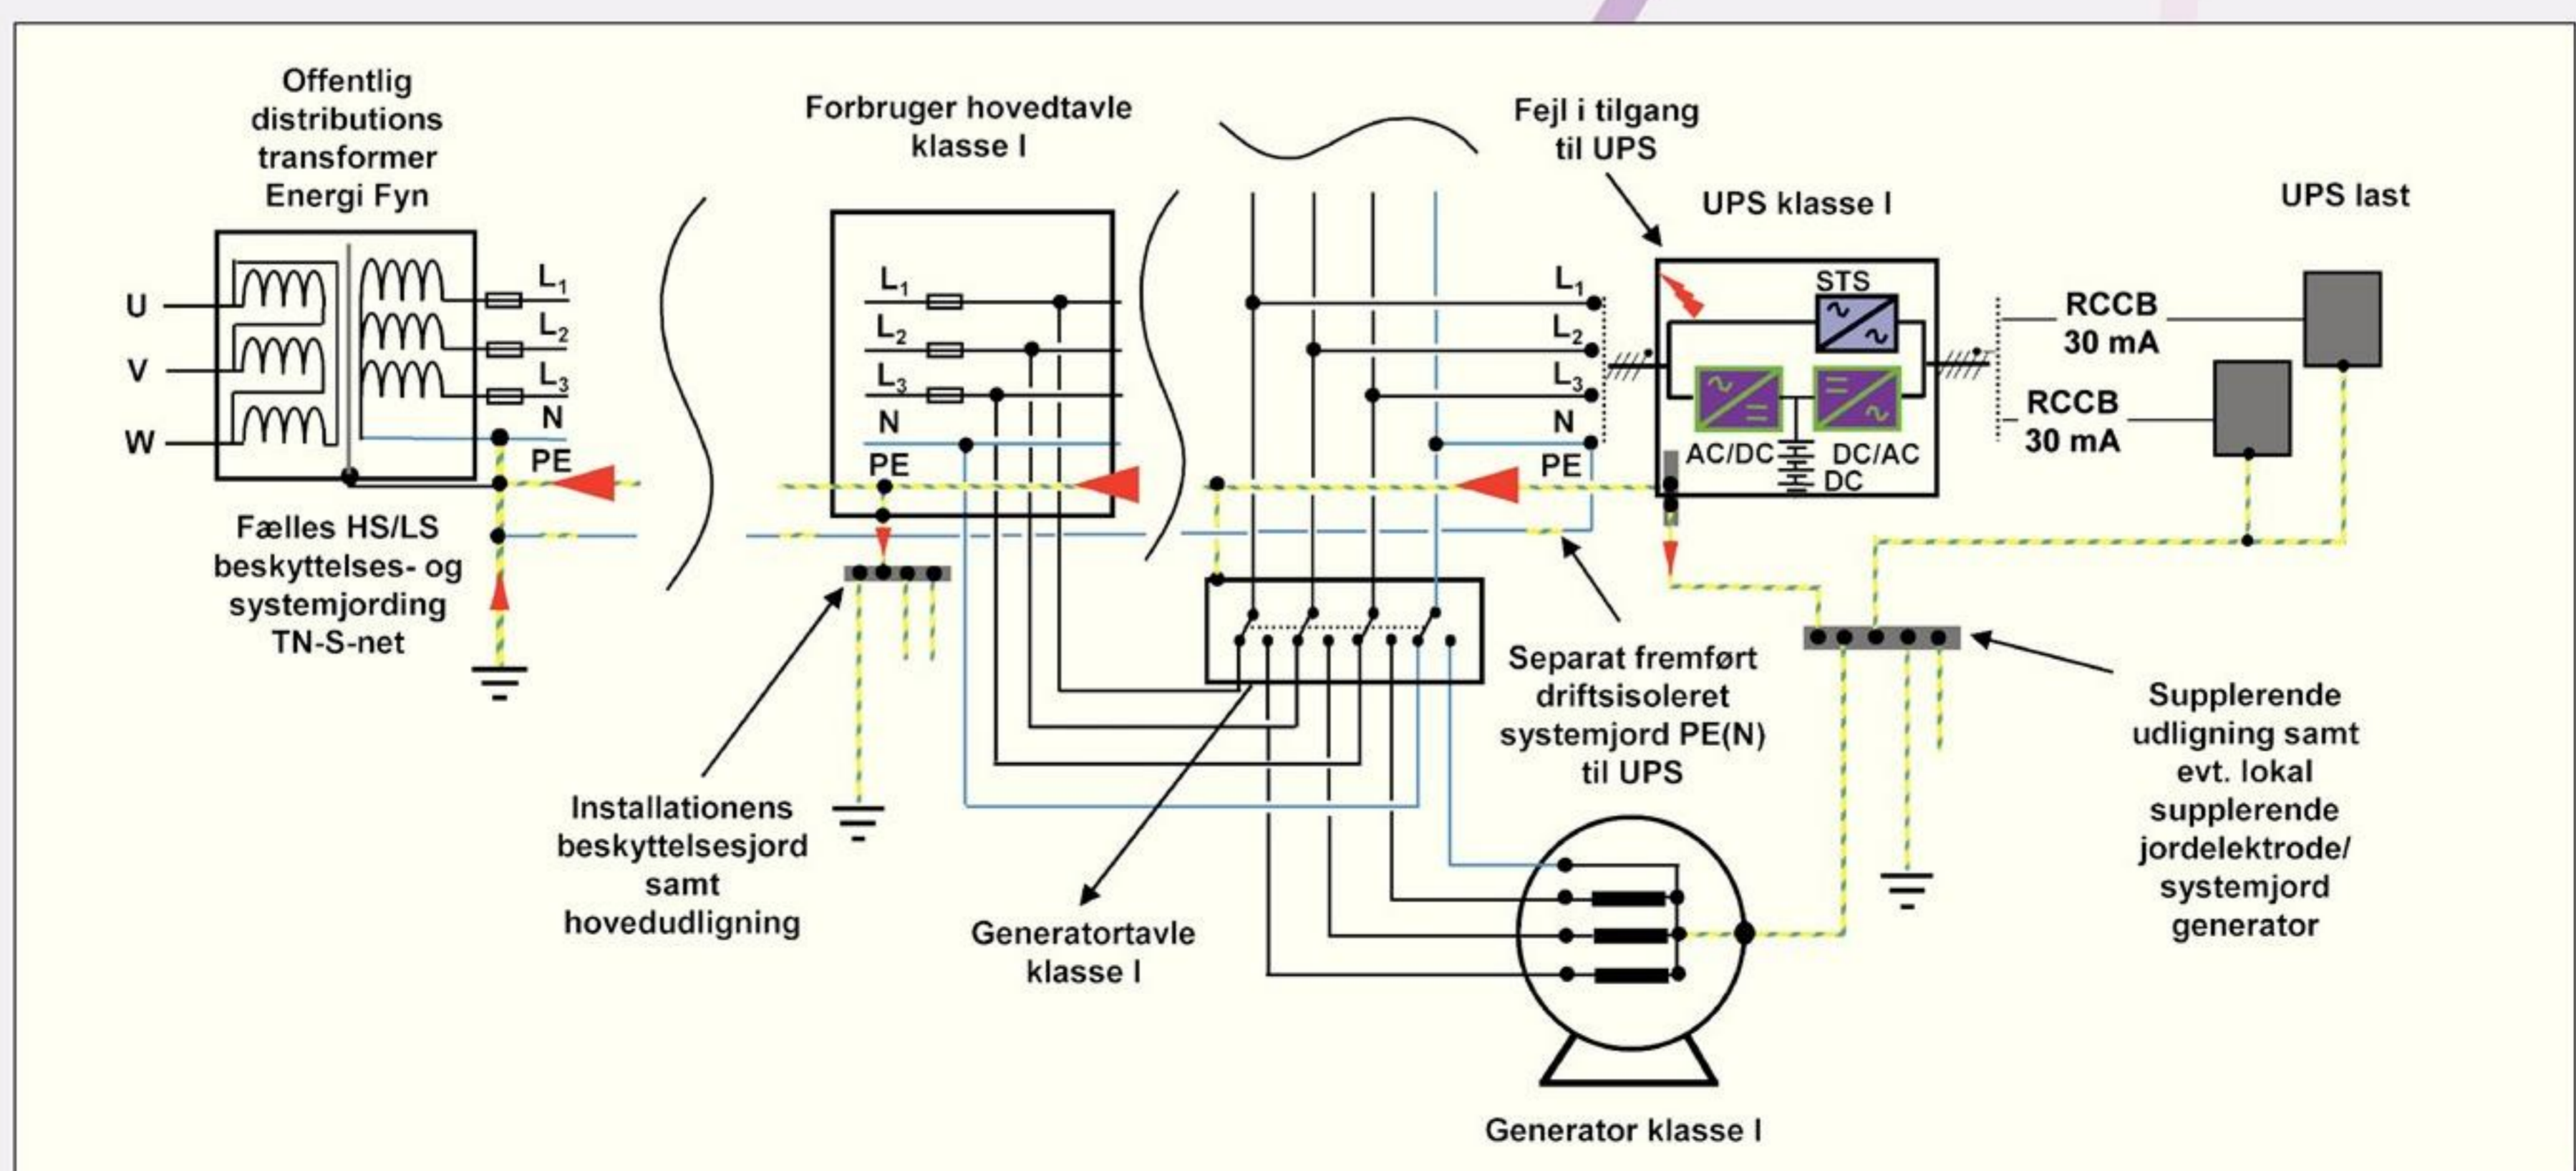 Offentlig
distributions
transformer
Energi Fyn
U
V
W
L1
L2
L3
N
PE
Fælles HS/LS
beskyttelses- og
systemjording
TN-S-net
Forbruger hovedtavle
klasse I
L1
L2
L3
N
PE
Installationens
beskyttelsesjord
samt
hovedudligning
Generatortavle
klasse I
Fejl i tilgang
til UPS
L1
L2
L3
N
PE
UPS klasse I
STS
AC/DC
DC/AC
DC
Separat fremført
driftsisoleret
systemjord PE(N)
til UPS
UPS last
RCCB
30 mA
RCCB
30 mA
Supplerende
udligning samt
evt. lokal
supplerende
jordelektrode/
systemjord
generator
Generator klasse I